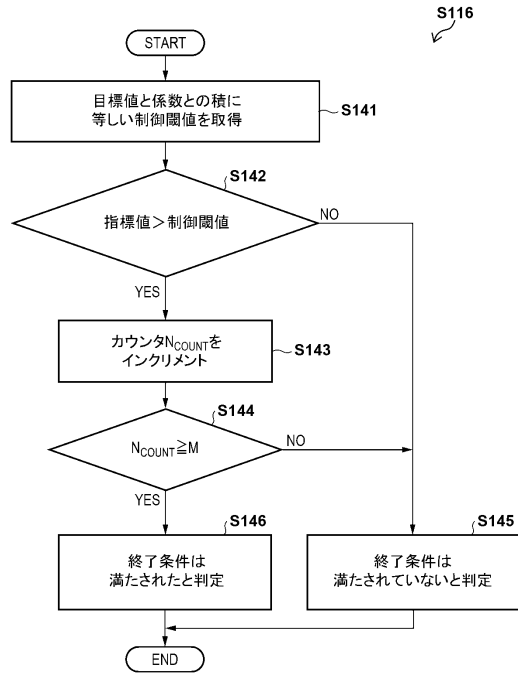 S116
START
目標値と係数との積に
等しい制御閾値を取得
S141
S142
指標値＞制御閾値
NO
YES
カウンタNCOUNTを
インクリメント
S143
S144
NCOUNT≧M
NO
YES
S146
終了条件は
満たされたと判定
S145
終了条件は
満たされていないと判定
END